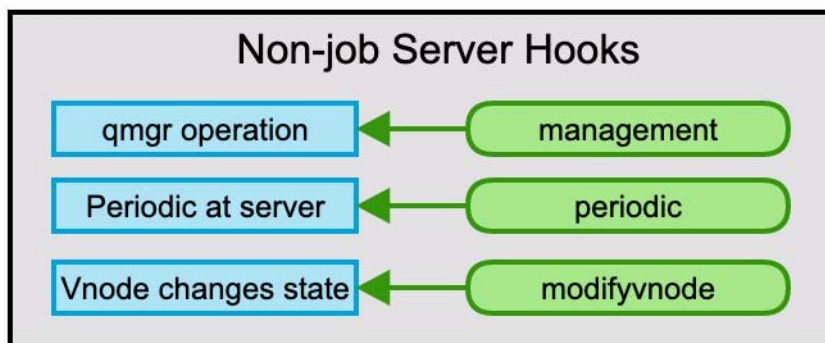 Non-job Server Hooks
qmgr operation
management
Periodic at server
periodic
Vnode changes state
modifyvnode